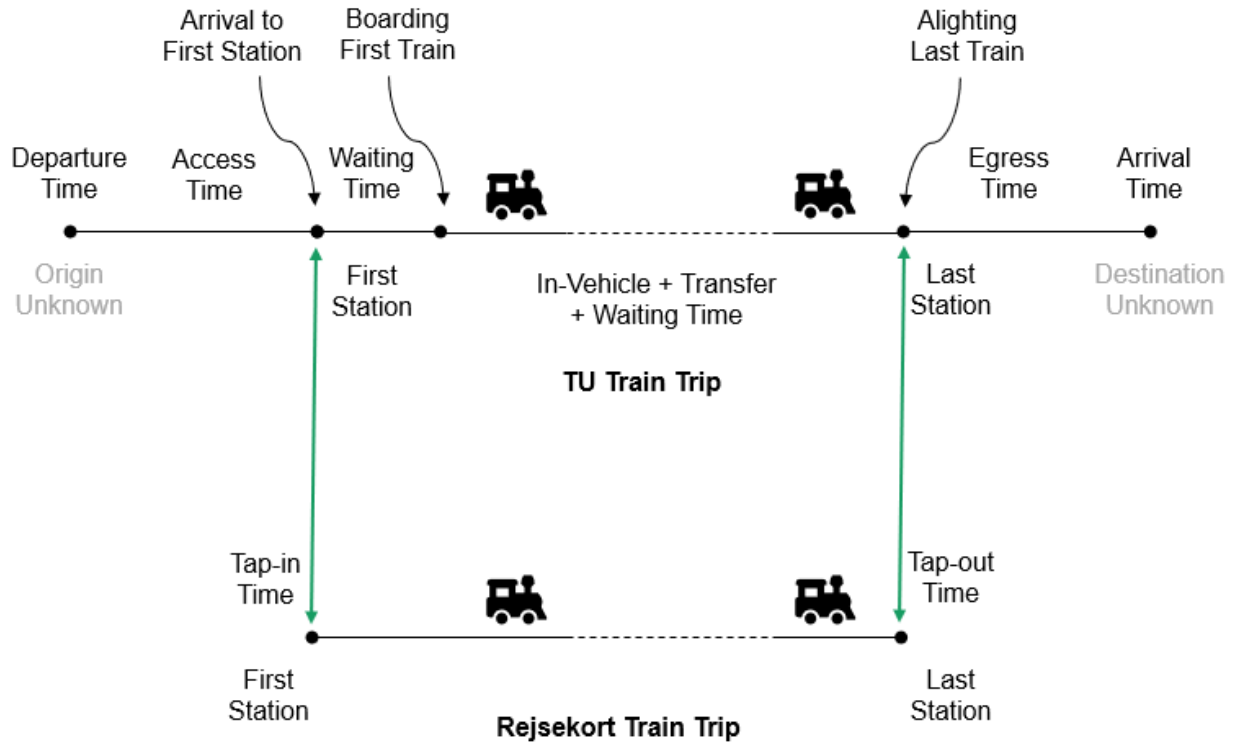 Arrival to
First Station
Boarding
First Train
Alighting
Last Train
Departure
Time
Access
Time
Waiting
Time
Egress
Time
Arrival
Time
Origin
Unknown
First
Station
In-Vehicle + Transfer
+ Waiting Time
Last
Station
Destination
Unknown
TU Train Trip
Tap-in
Time
Tap-out
Time
First
Station
Last
Station
Rejsekort Train Trip